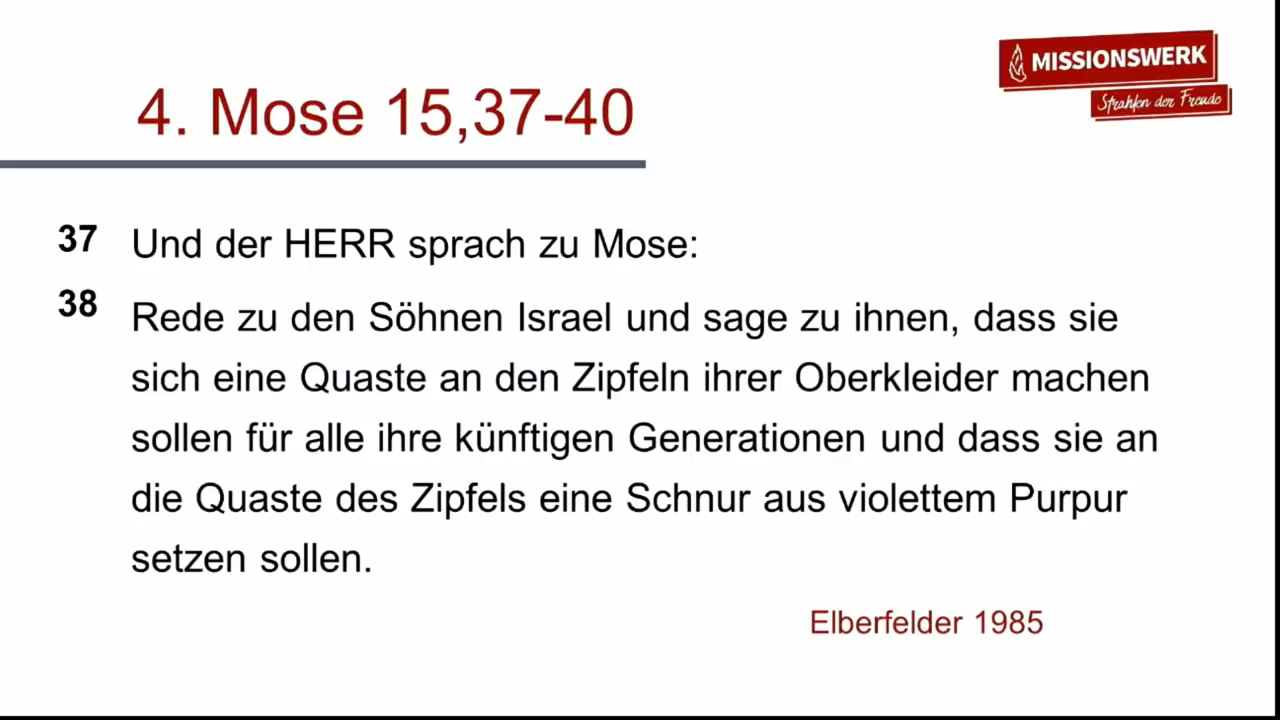 MISSIONSWERK
Strahlen der Freude
4. Mose 15,37-40
37 Und der HERR sprach zu Mose:
38 Rede zu den Söhnen Israel und sage zu ihnen, dass sie
sich eine Quaste an den Zipfeln ihrer Oberkleider machen
sollen für alle ihre künftigen Generationen und dass sie an
die Quaste des Zipfels eine Schnur aus violettem Purpur
setzen sollen.
Elberfelder 1985